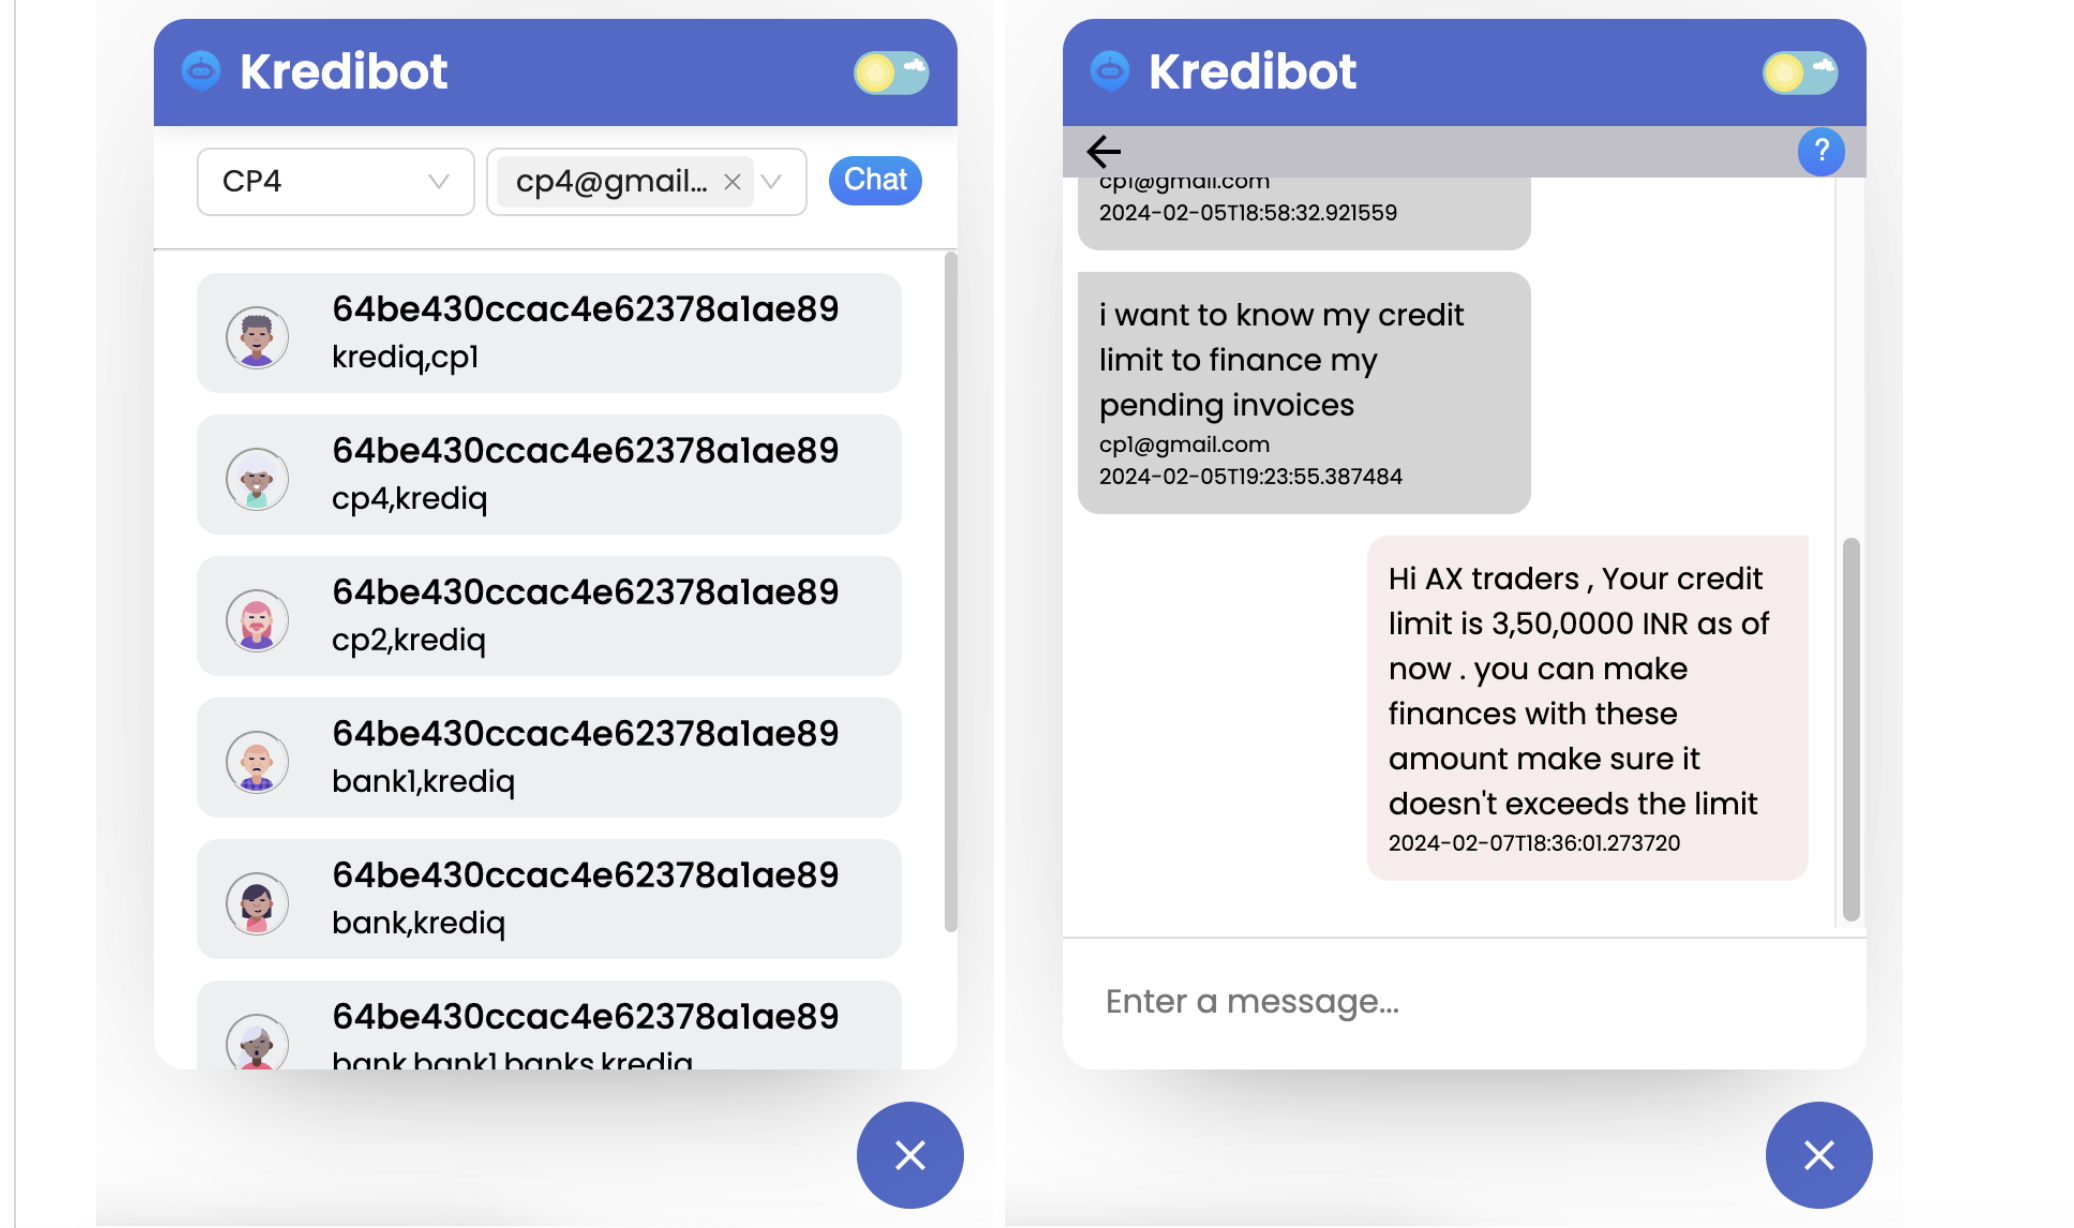 Kredibot
CP4
cp4@gmail...
Chat
64be430ccac4e62378a1ae89
krediq,cp1
64be430ccac4e62378a1ae89
cp4,krediq
64be430ccac4e62378a1ae89
cp2,krediq
64be430ccac4e62378a1ae89
bank1,krediq
64be430ccac4e62378a1ae89
bank,krediq
64be430ccac4e62378a1ae89
bank,bank1,banks,krediq
Kredibot
?
cp1@gmail.com
2024-02-05T18:58:32.921559
i want to know my credit
limit to finance my
pending invoices
cp1@gmail.com
2024-02-05T19:23:55.387484
Hi AX traders , Your credit
limit is 3,50,0000 INR as of
now . you can make
finances with these
amount make sure it
doesn't exceeds the limit
2024-02-07T18:36:01.273720
Enter a message...